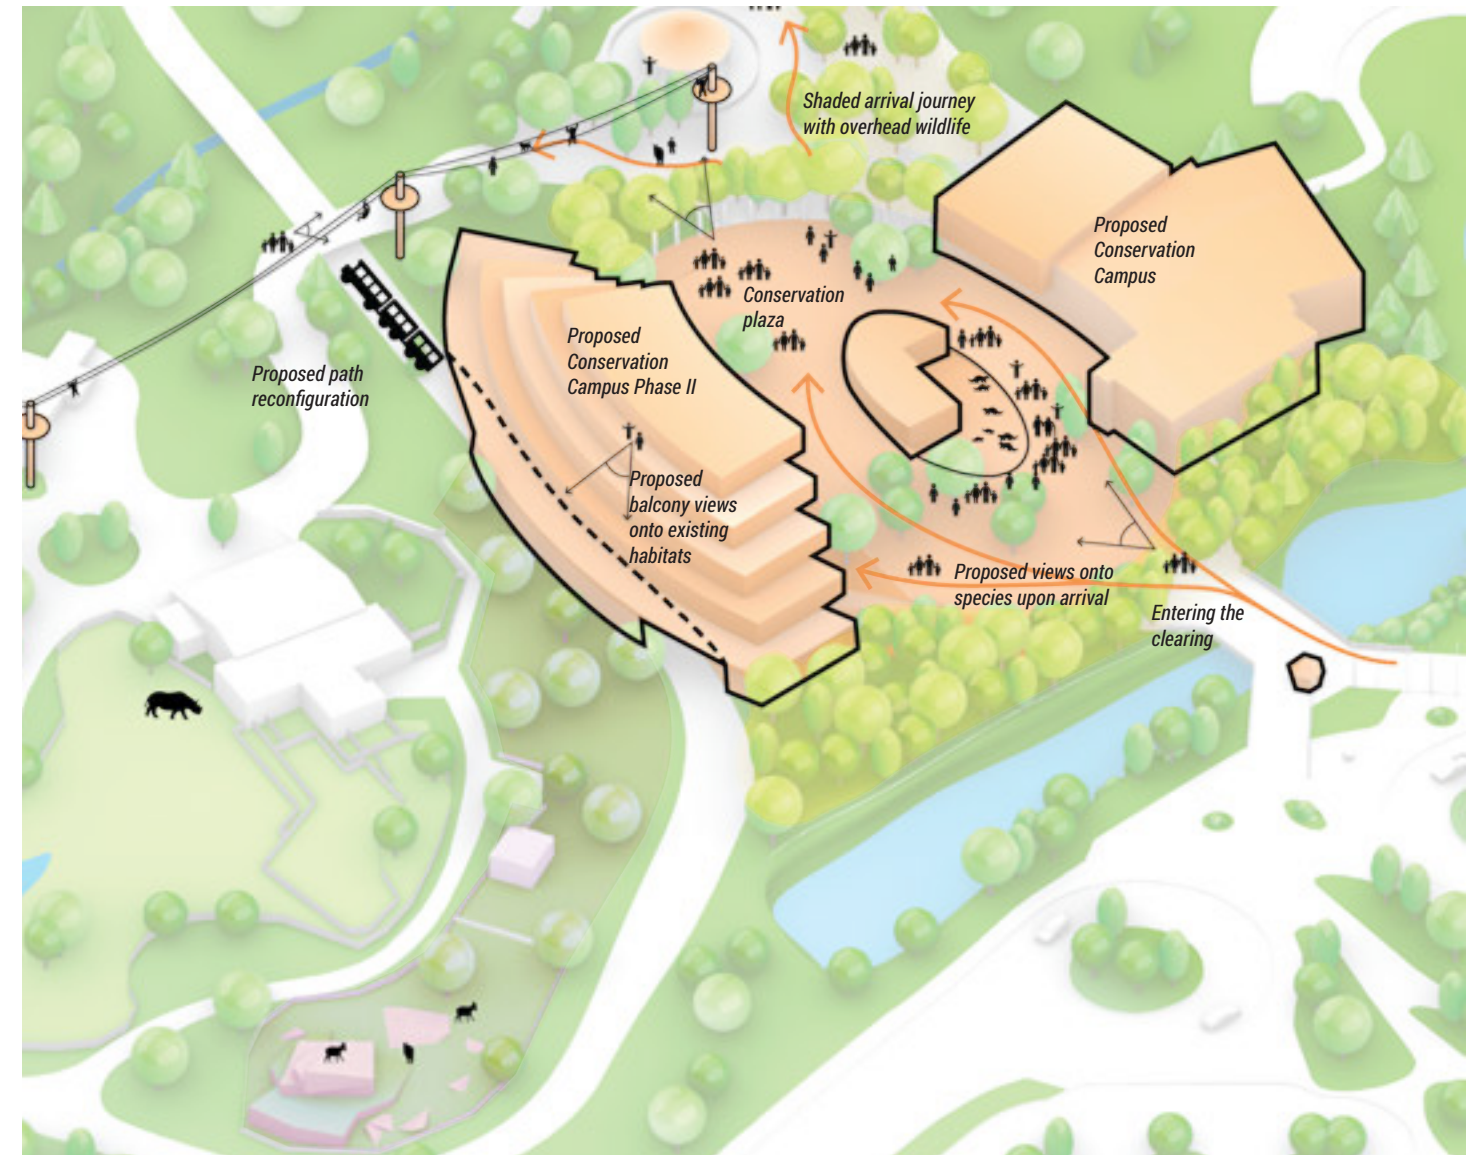 Shaded arrival journey
with overhead wildlife
Proposed
Conservation
Campus
Conservation
plaza
Proposed
Conservation
Campus Phase II
Proposed path
reconfiguration
Proposed
balcony views
onto existing
habitats
Proposed views onto
species upon arrival
Entering the
clearing